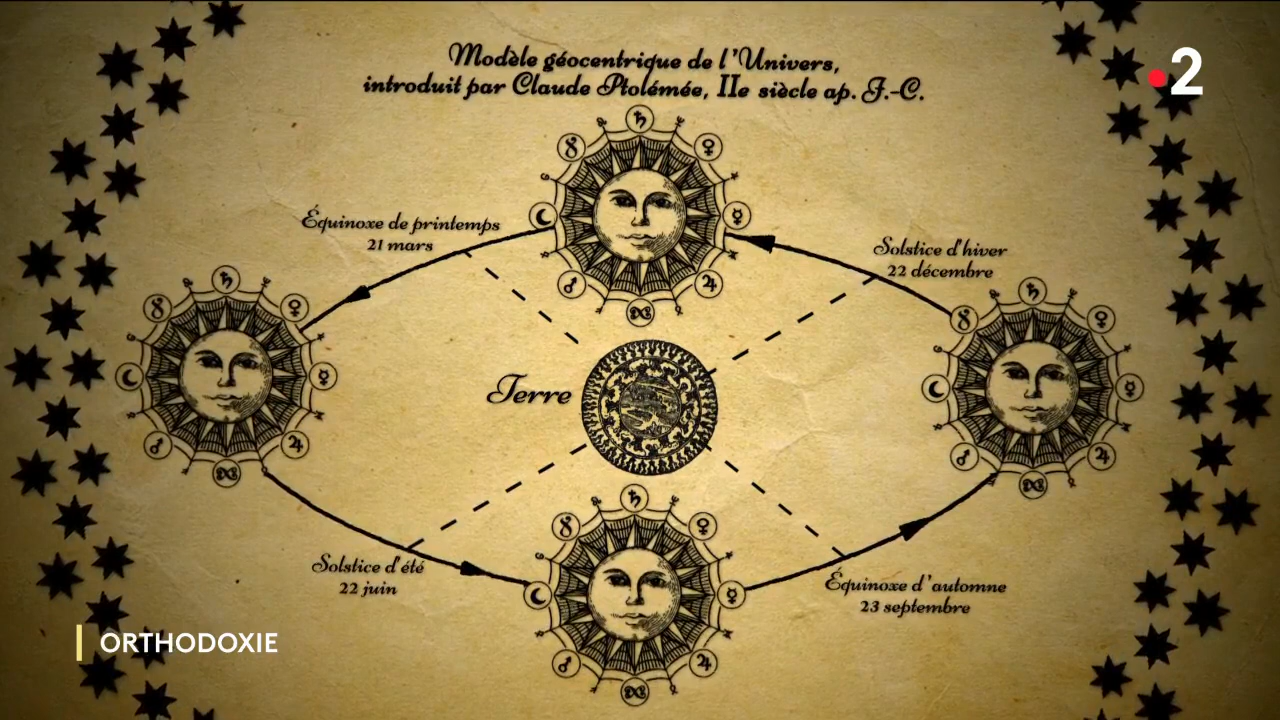 Modèle géocentrique de l'Univers,
introduit par Claude Ptolémée, IIe siècle ap. J.-C.
2
Équinoxe de printemps
21 mars
Solstice d'hiver
22 décembre
Terre
Solstice d'été
22 juin
Équinoxe d'automne
23 septembre
ORTHODOXIE